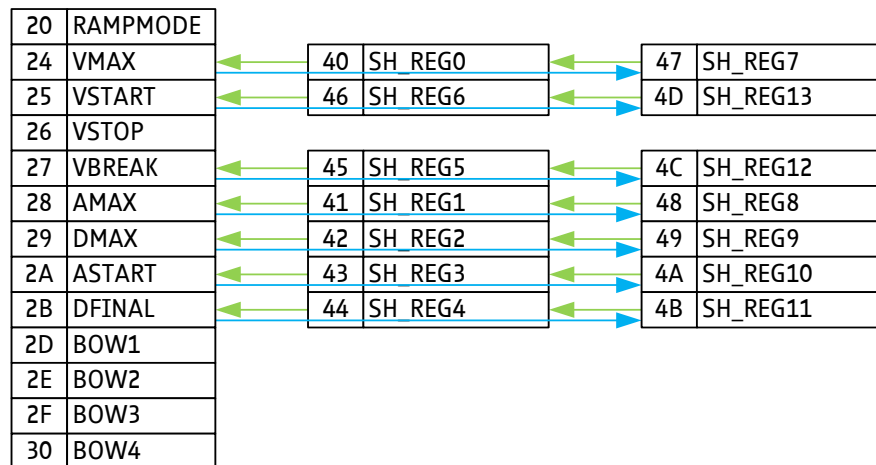 20 RAMPMODE
24 VMAX 40 SH_REG0 47 SH_REG7
25 VSTART 46 SH_REG6 4D SH_REG13
26 VSTOP
27 VBREAK 45 SH_REG5 4C SH_REG12
28 AMAX 41 SH_REG1 48 SH_REG8
29 DMAX 42 SH_REG2 49 SH_REG9
2A ASTART 43 SH_REG3 4A SH_REG10
2B DFINAL 44 SH_REG4 4B SH_REG11
2D BOW1
2E BOW2
2F BOW3
30 BOW4